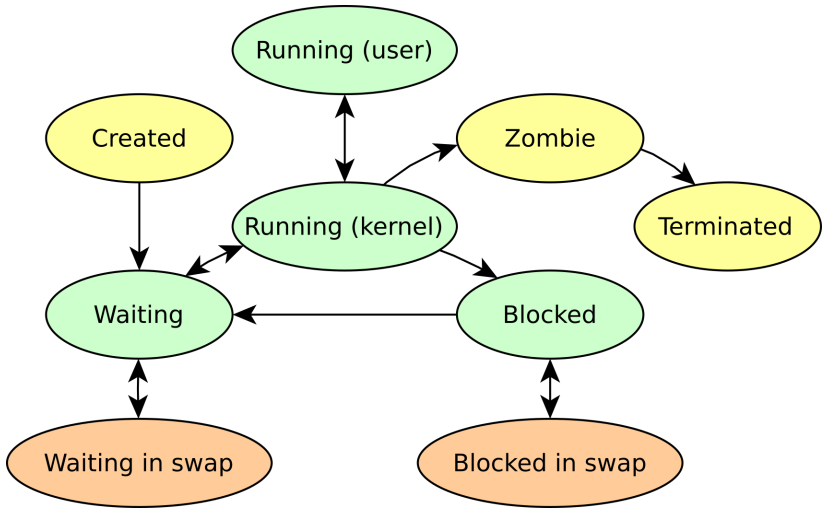 Running (user)
Created
Zombie
Running (kernel)
Terminated
Waiting
Blocked
Waiting in swap
Blocked in swap